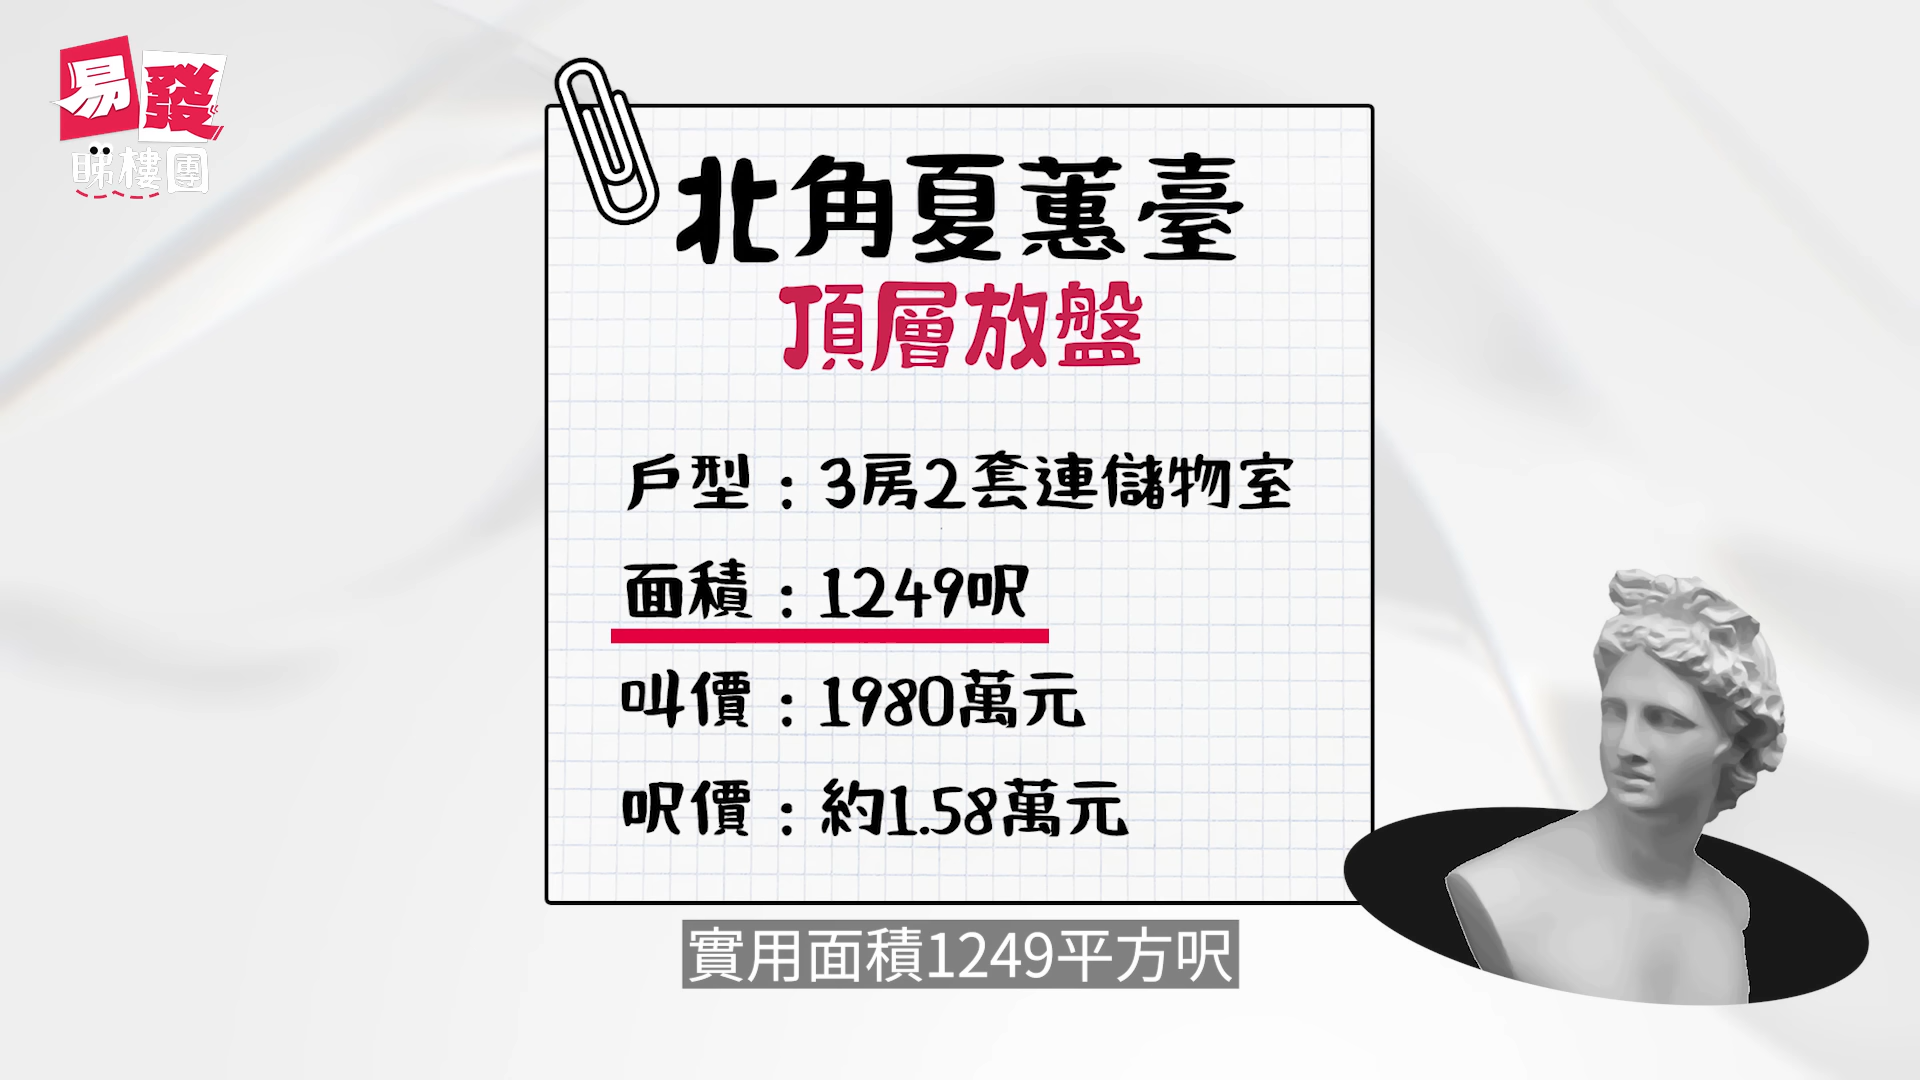 易發
睇樓團
北角夏蕙臺
頂層放盤
戶型：3房2套連儲物室
面積：1249呎
叫價：1980萬元
呎價：約1.58萬元
實用面積1249平方呎